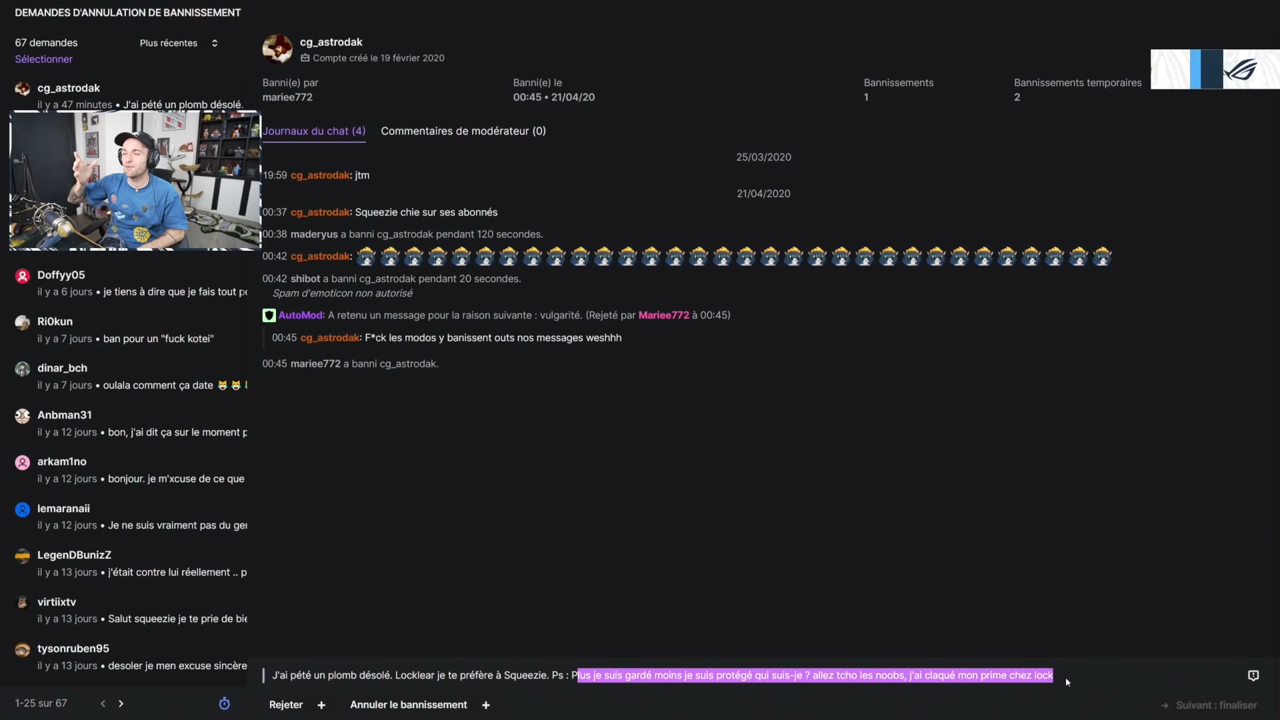 DEMANDES D'ANNULATION DE BANNISSEMENT
67 demandes
Plus récentes
Sélectionner
cg_astrodak
il y a 47 minutes • J'ai pété un plomb désolé.
Doffyy05
il y a 6 jours • je tiens à dire que je fais tout po
Ri0kun
il y a 7 jours • ban pour un "fuck kotei"
dinar_bch
il y a 7 jours • oulala comment ça date 😹 😹
Anbman31
il y a 12 jours • bon, j'ai dit ça sur le moment p
arkam1no
il y a 12 jours • bonjour. je m'xcuse de ce que
lemaranaii
il y a 12 jours • Je ne suis vraiment pas du gen
LegenDBunizZ
il y a 13 jours • j'était contre lui réellement .. p
virtiixtv
il y a 13 jours • Salut squeezie je te prie de bie
tysonruben95
il y a 13 jours • desoler je men excuse sincère
1-25 sur 67
cg_astrodak
Compte créé le 19 février 2020
Banni(e) par
mariee772
Banni(e) le
00:45 • 21/04/20
Bannissements
1
Bannissements temporaires
2
Journaux du chat (4)
Commentaires de modérateur (0)
25/03/2020
19:59 cg_astrodak: jtm
21/04/2020
00:37 cg_astrodak: Squeezie chie sur ses abonnés
00:38 maderyus a banni cg_astrodak pendant 120 secondes.
00:42 cg_astrodak:
00:42 shibot a banni cg_astrodak pendant 20 secondes.
Spam d'emoticon non autorisé
AutoMod: A retenu un message pour la raison suivante : vulgarité. (Rejeté par Mariee772 à 00:45)
00:45 cg_astrodak: F*ck les modos y banissent outs nos messages weshhh
00:45 mariee772 a banni cg_astrodak.
J'ai pété un plomb désolé. Locklear je te préfère à Squeezie. Ps : Plus je suis gardé moins je suis protégé qui suis-je ? allez tcho les noobs, j'ai claqué mon prime chez lock
Rejeter
Annuler le bannissement
Suivant : finaliser